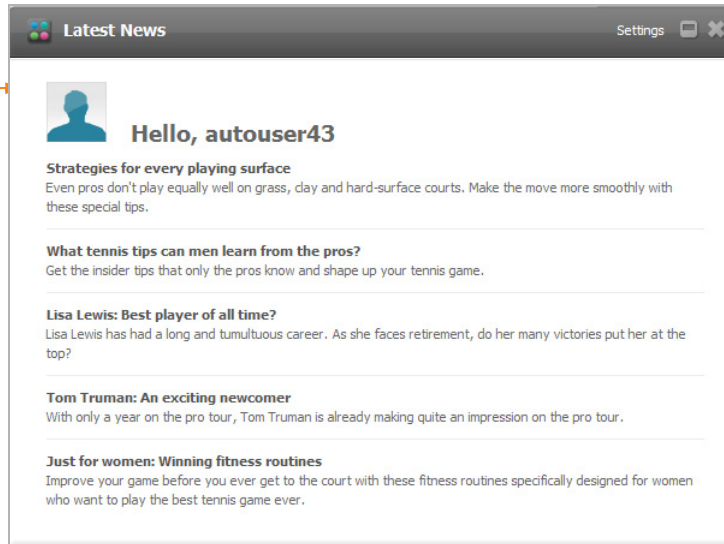 Latest News
Settings
Hello, autouser43
Strategies for every playing surface
Even pros don't play equally well on grass, clay and hard-surface courts. Make the move more smoothly with
these special tips.
What tennis tips can men learn from the pros?
Get the insider tips that only the pros know and shape up your tennis game.
Lisa Lewis: Best player of all time?
Lisa Lewis has had a long and tumultuous career. As she faces retirement, do her many victories put her at the
top?
Tom Truman: An exciting newcomer
With only a year on the pro tour, Tom Truman is already making quite an impression on the pro tour.
Just for women: Winning fitness routines
Improve your game before you ever get to the court with these fitness routines specifically designed for women
who want to play the best tennis game ever.